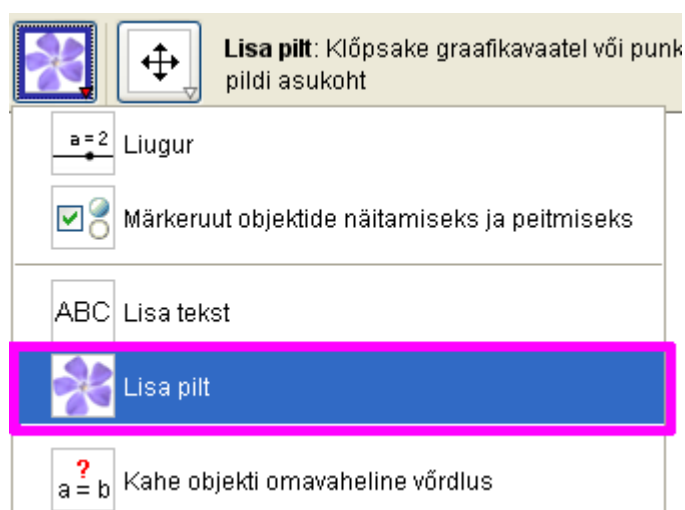 Lisa pilt: Klõpsake graafikavaatel või punk
pildi asukoht
a = 2
Liugur
Märkeruut objektide näitamiseks ja peitmiseks
ABC
Lisa tekst
Lisa pilt
?
a = b
Kahe objekti omavaheline võrdlus